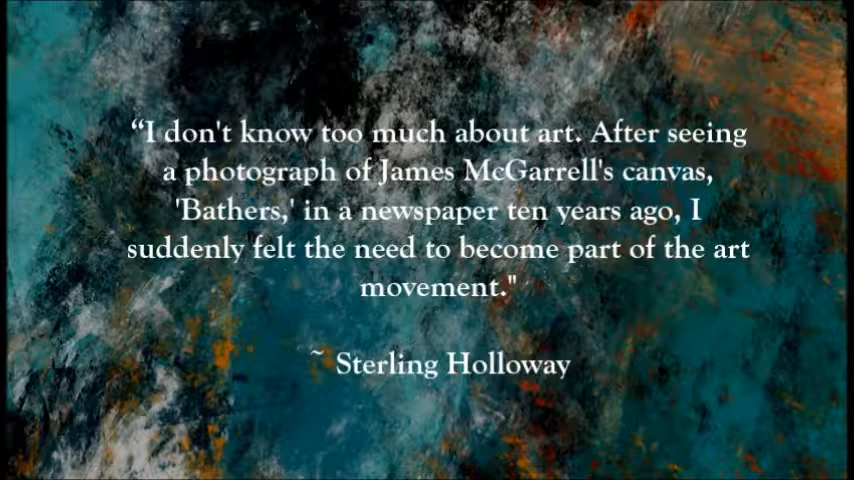 “I don't know too much about art. After seeing
a photograph of James McGarrell's canvas,
'Bathers,' in a newspaper ten years ago, I
suddenly felt the need to become part of the art
movement."
~ Sterling Holloway